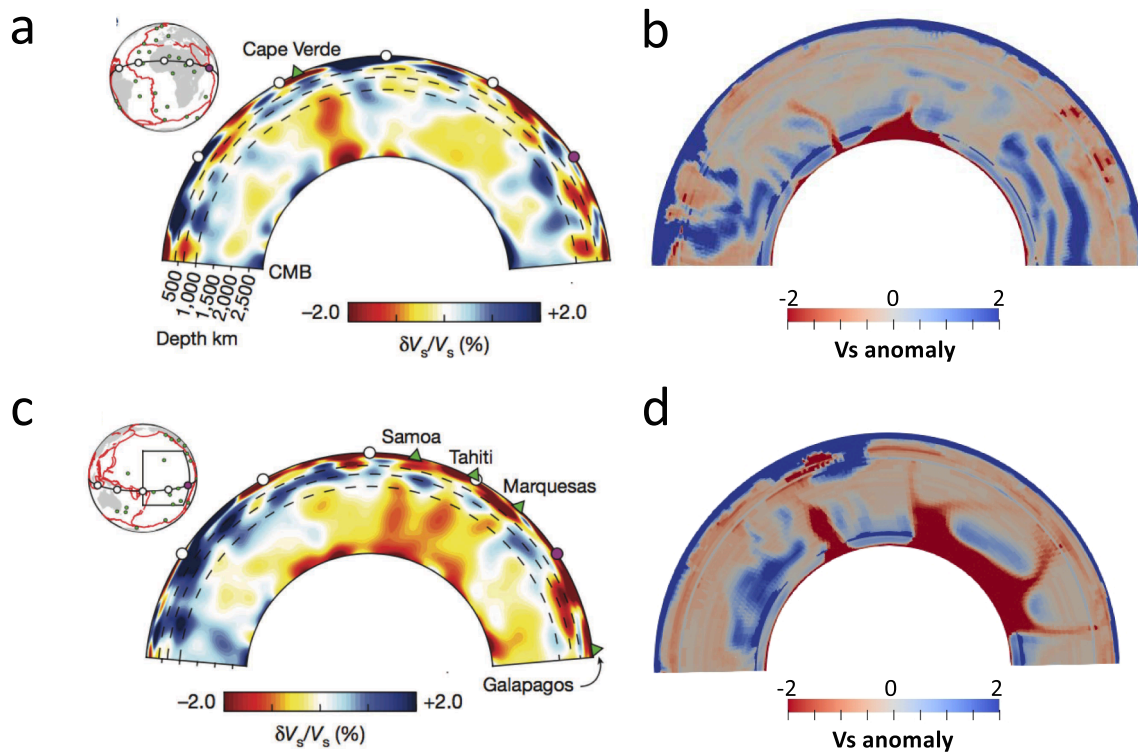 a
Cape Verde
500
1,000
1,500
2,000
2,500
CMB
Depth km
−2.0 +2.0
δVs/Vs (%)
b
-2 0 2
Vs anomaly
c
Samoa
Tahiti
Marquesas
Galapagos
−2.0 +2.0
δVs/Vs (%)
d
-2 0 2
Vs anomaly